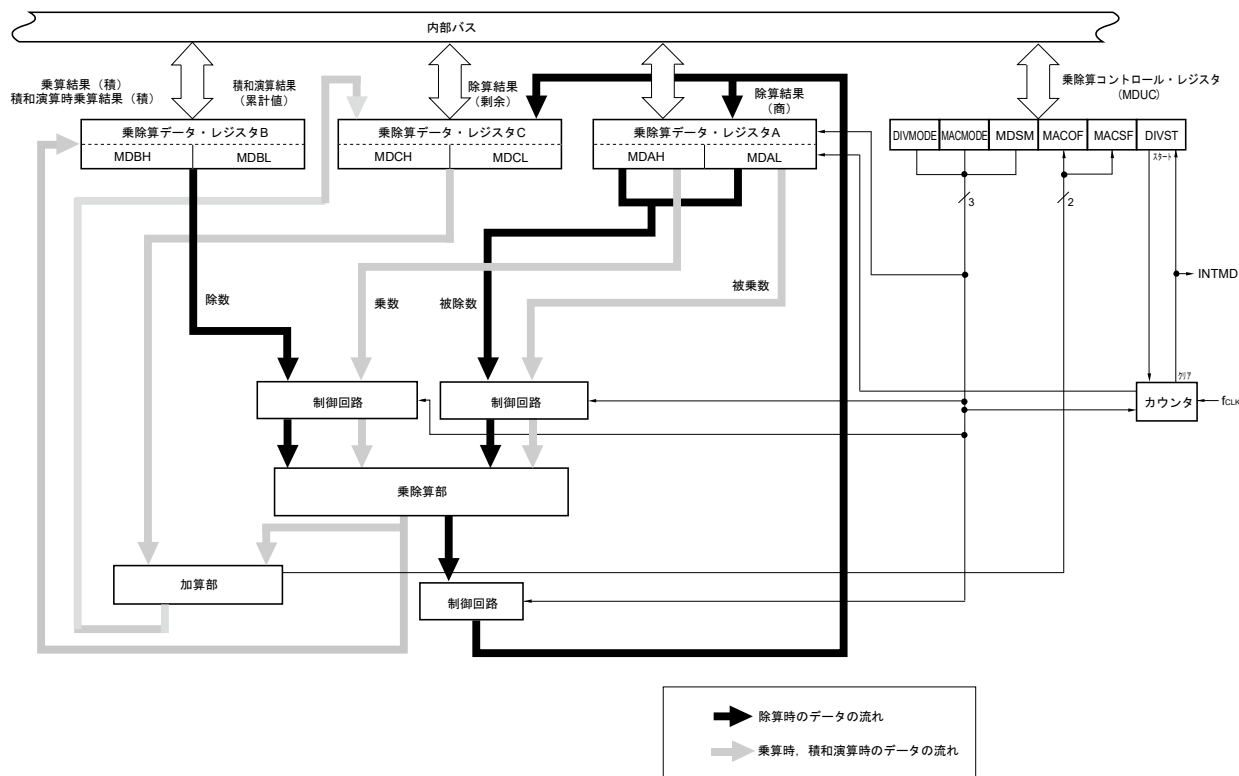 内部バス
乗算結果（積）
積和演算時乗算結果（積）
積和演算結果
（累計値）
除算結果
（剰余）
除算結果
（商）
乗除算コントロール・レジスタ
(MDUC)
乗除算データ・レジスタB
MDBH
MDBL
乗除算データ・レジスタC
MDCH
MDCL
乗除算データ・レジスタA
MDAH
MDAL
DIVMODE
MACMODE
MDSM
MACOF
MACSF
DIVST
スタート
3
2
INTMD
除数
乗数
被除数
被乗数
クリア
制御回路
制御回路
カウンタ
fCLK
乗除算部
加算部
制御回路
除算時のデータの流れ
乗算時，積和演算時のデータの流れ